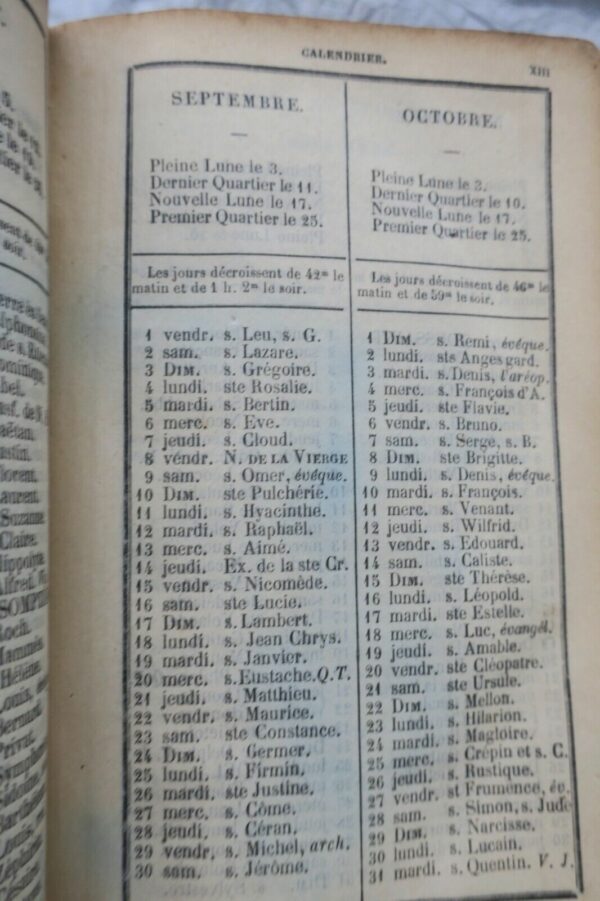 CALENDRIER.
XIII
SEPTEMBRE.
Pleine Lune le 3.
Dernier Quartier le 11.
Nouvelle Lune le 17.
Premier Quartier le 25.
Les jours décroissent de 42m le
matin et de 1 h. 2m le soir.
1 vendr. s. Leu, s. G.
2 sam. s. Lazare.
3 DIM. s. Grégoire.
4 lundi. ste Rosalie.
5 mardi. s. Bertin.
6 merc. s. Eve.
7 jeudi. s. Cloud.
8 vendr. N. DE LA VIERGE
9 sam. s. Omer, évêque.
10 DIM. ste Pulchérie.
11 lundi. s. Hyacinthe.
12 mardi. s. Raphaël.
13 merc. s. Aimé.
14 jeudi. Ex. de la ste Cr.
15 vendr. s. Nicomède.
16 sam. ste Lucie.
17 DIM. s. Lambert.
18 lundi. s. Jean Chrys.
19 mardi. s. Janvier.
20 merc. s. Eustache. Q. T.
21 jeudi. s. Matthieu.
22 vendr. s. Maurice.
23 sam. ste Constance.
24 DIM. s. Germer.
25 lundi. s. Firmin.
26 mardi. ste Justine.
27 merc. s. Côme.
28 jeudi. s. Céran.
29 vendr. s. Michel, arch.
30 sam. s. Jérôme.
OCTOBRE.
Pleine Lune le 3.
Dernier Quartier le 10.
Nouvelle Lune le 17.
Premier Quartier le 25.
Les jours décroissent de 46m le
matin et de 59m le soir.
1 DIM. s. Remi, évêque.
2 lundi. sts Anges gard.
3 mardi. s. Denis, l'aréop.
4 merc. s. François d'A.
5 jeudi. ste Flavie.
6 vendr. s. Bruno.
7 sam. s. Serge, s. B.
8 DIM. ste Brigitte.
9 lundi. s. Denis, évêque.
10 mardi. s. François.
11 merc. s. Venant.
12 jeudi. s. Wilfrid.
13 vendr. s. Edouard.
14 sam. s. Caliste.
15 DIM. ste Thérèse.
16 lundi. s. Léopold.
17 mardi. ste Estelle.
18 merc. s. Luc, évangél.
19 jeudi. s. Amable.
20 vendr. ste Cléopatre.
21 sam. ste Ursule.
22 DIM. s. Mellon.
23 lundi. s. Hilarion.
24 mardi. s. Magloire.
25 merc. s. Crépin et s. C.
26 jeudi. s. Rustique.
27 vendr. st Frumence, év.
28 sam. s. Simon, s. Jude
29 DIM. s. Narcisse.
30 lundi. s. Lucain.
31 mardi. s. Quentin. V. J.